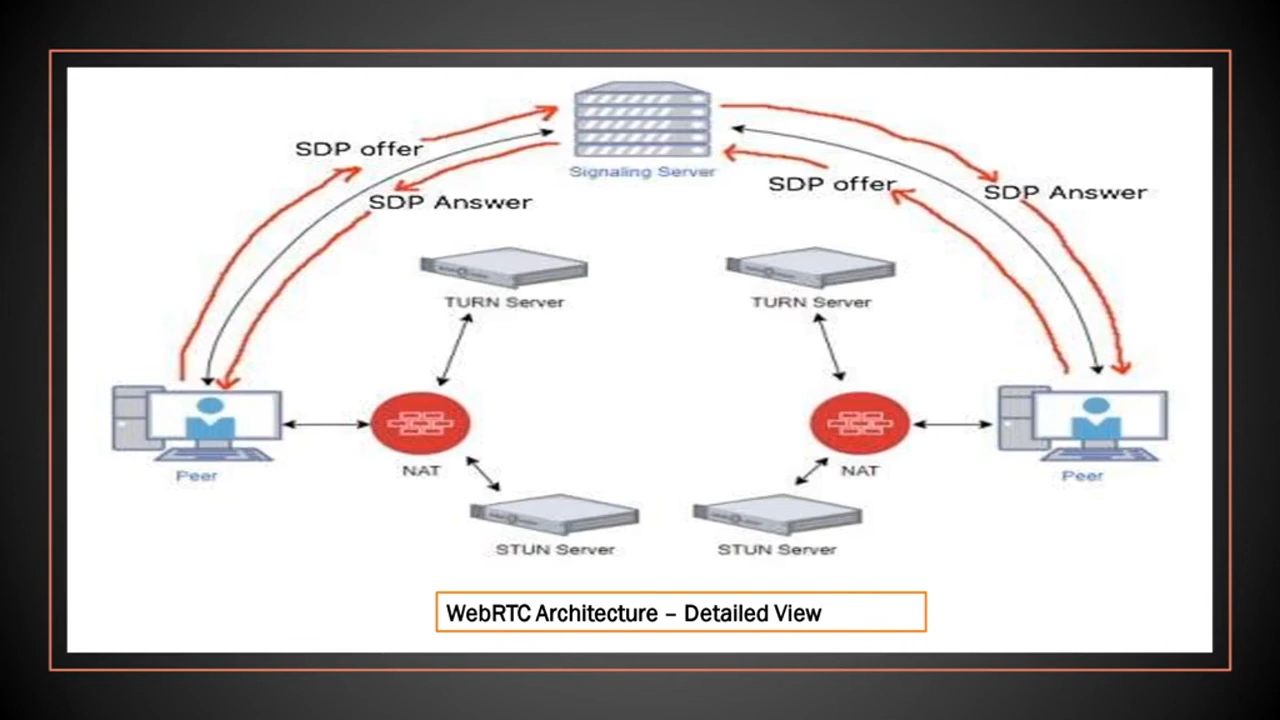 SDP offer
Signaling Server
SDP Answer
SDP offer
SDP Answer
TURN Server
TURN Server
NAT
NAT
Peer
Peer
STUN Server
STUN Server
WebRTC Architecture – Detailed View